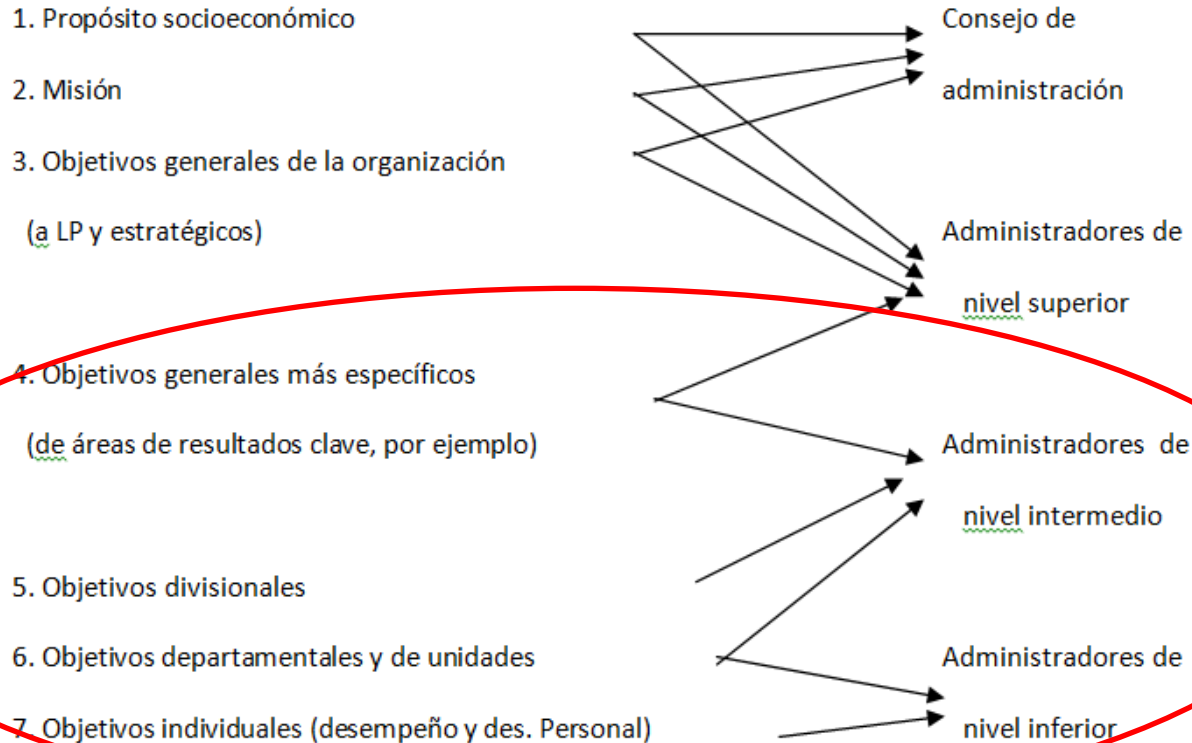 1. Propósito socioeconómico
Consejo de
2. Misión
administración
3. Objetivos generales de la organización
(a LP y estratégicos)
Administradores de
nivel superior
4. Objetivos generales más específicos
(de áreas de resultados clave, por ejemplo)
Administradores de
nivel intermedio
5. Objetivos divisionales
6. Objetivos departamentales y de unidades
Administradores de
7. Objetivos individuales (desempeño y des. Personal)
nivel inferior